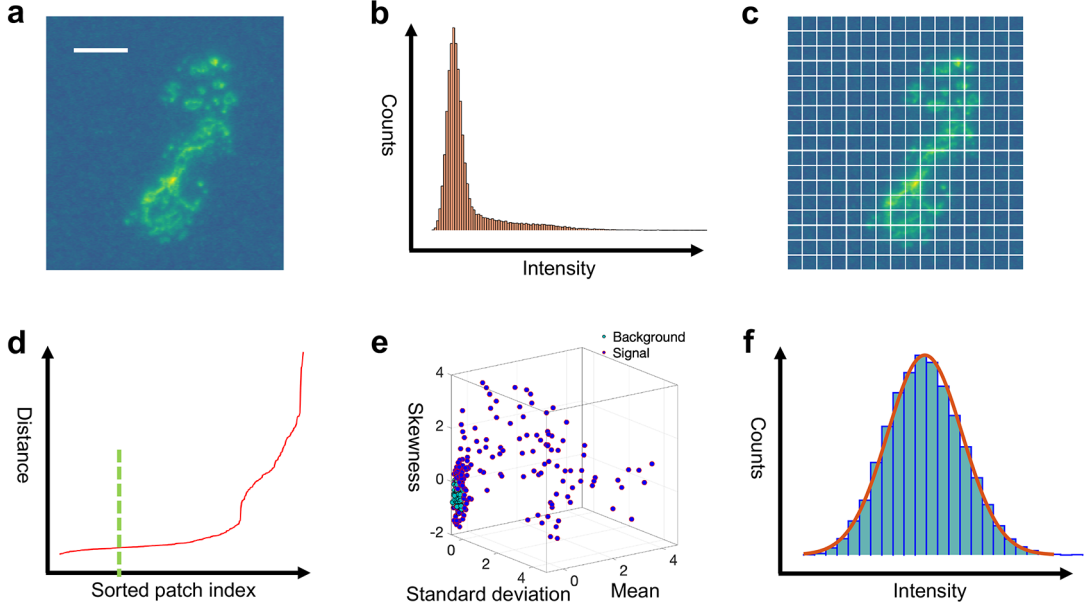 a
b
c
Counts
Intensity
d
e
f
Distance
Sorted patch index
Background
Signal
4
2
0
-2
Skewness
0
2
4
Standard deviation
0
2
4
Mean
Counts
Intensity